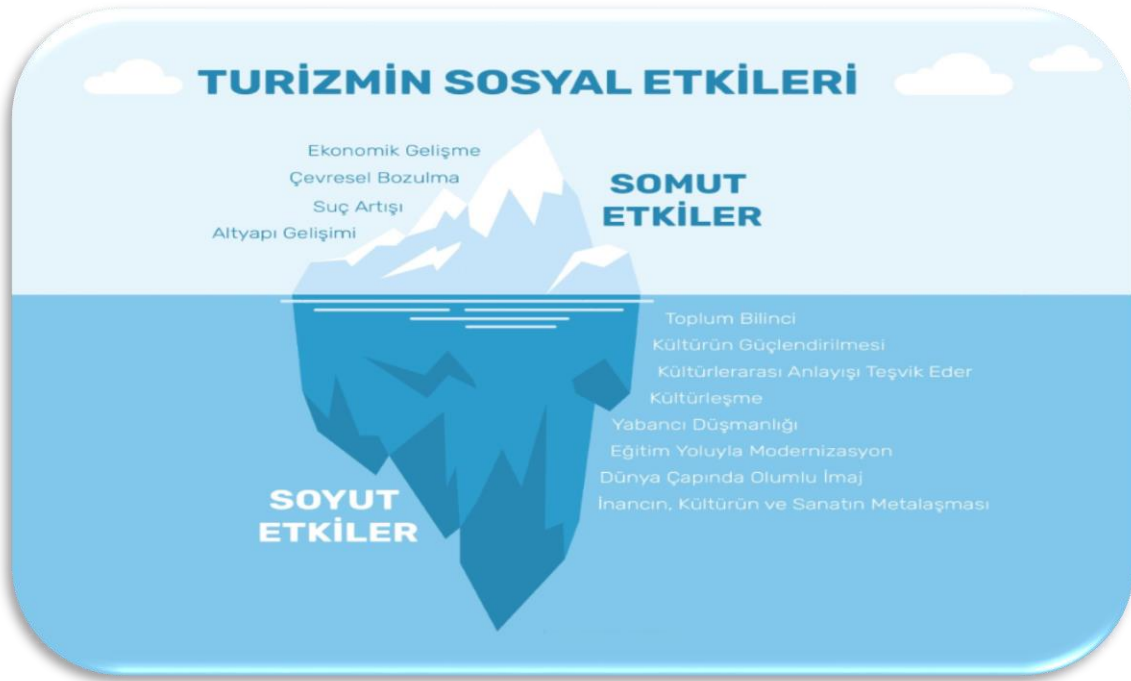 TURİZMİN SOSYAL ETKİLERİ
Ekonomik Gelişme
Çevresel Bozulma
Suç Artışı
Altyapı Gelişimi
SOMUT
ETKİLER
Toplum Bilinci
Kültürün Güçlendirilmesi
Kültürlerarası Anlayışı Teşvik Eder
Kültürleşme
Yabancı Düşmanlığı
Eğitim Yoluyla Modernizasyon
Dünya Çapında Olumlu İmaj
İnancın, Kültürün ve Sanatın Metalaşması
SOYUT
ETKİLER